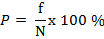 P = f/N x 100 %